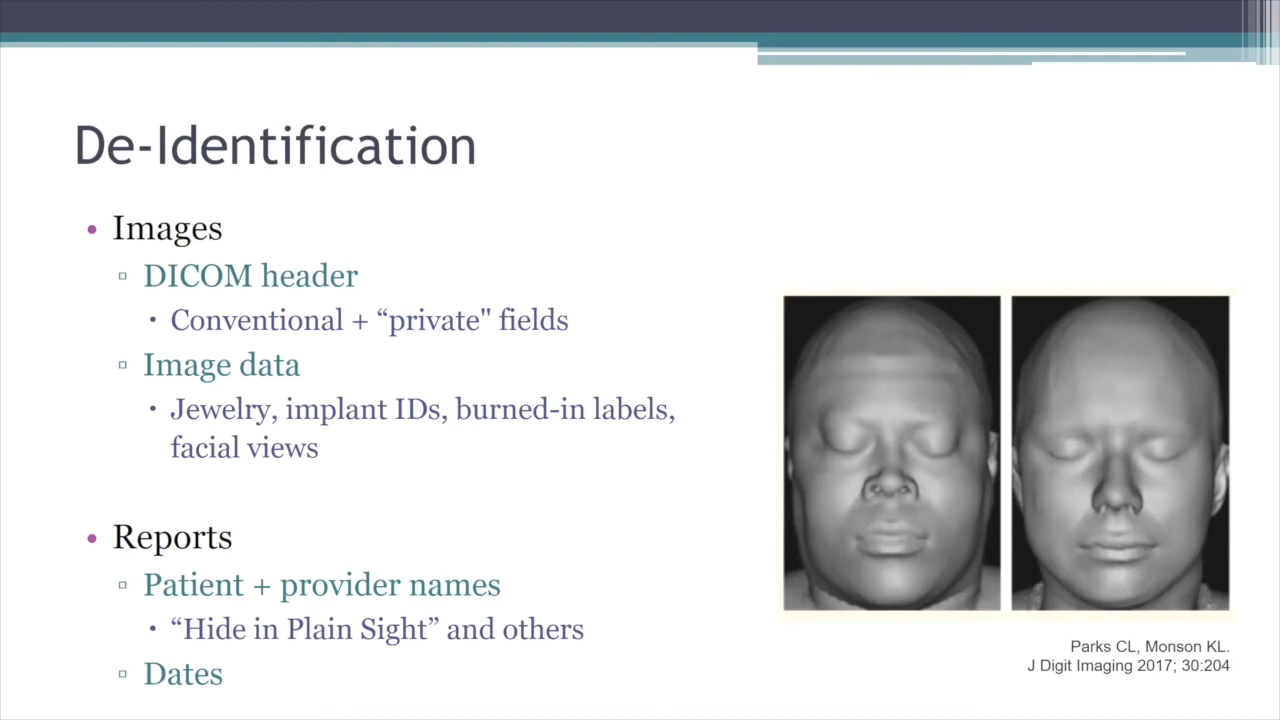 De-Identification
• Images
▫ DICOM header
· Conventional + “private" fields
▫ Image data
· Jewelry, implant IDs, burned-in labels,
facial views
• Reports
▫ Patient + provider names
· “Hide in Plain Sight” and others
▫ Dates
Parks CL, Monson KL.
J Digit Imaging 2017; 30:204